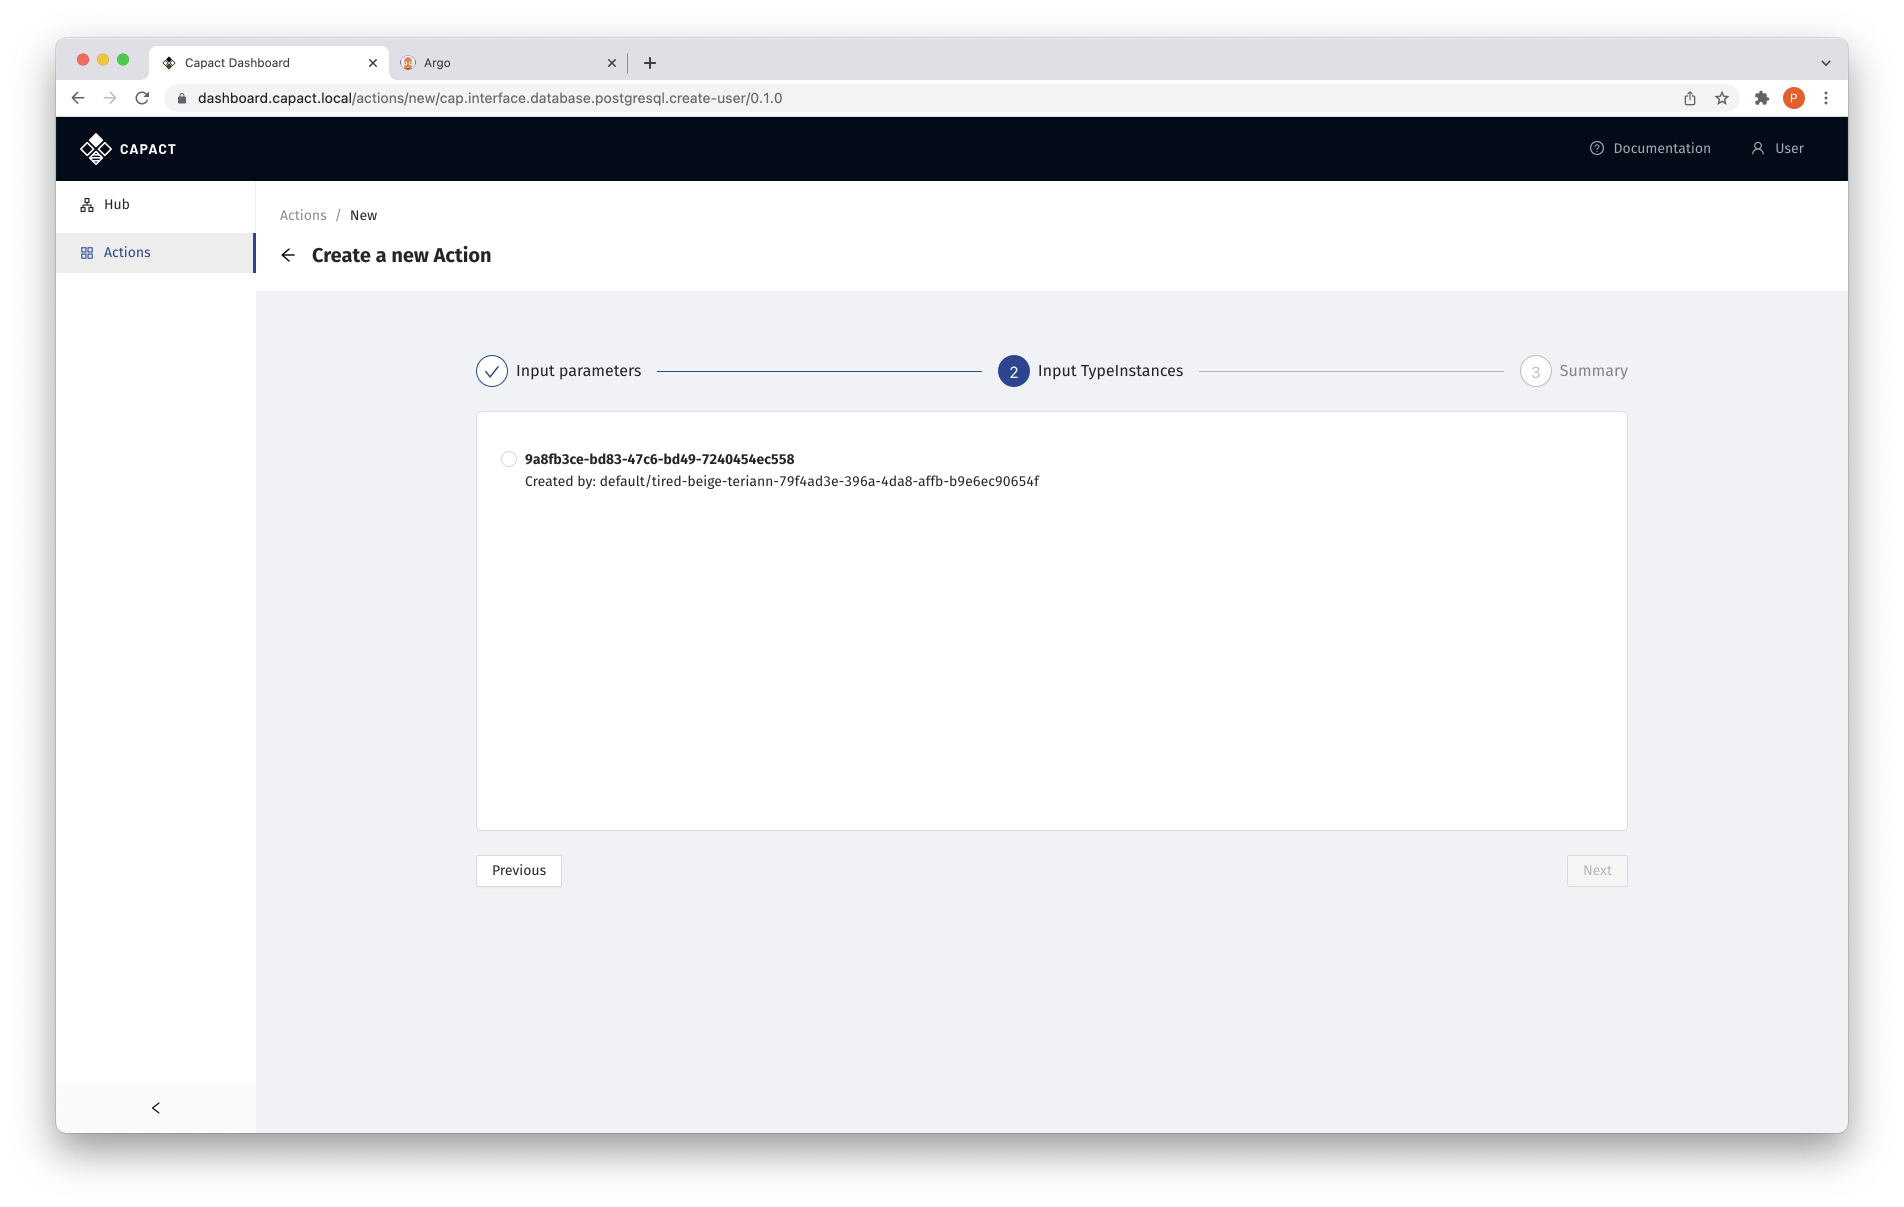 Capact Dashboard
Argo
dashboard.capact.local/actions/new/cap.interface.database.postgresql.create-user/0.1.0
P
CAPACT
Documentation
User
Hub
Actions
Actions / New
Create a new Action
Input parameters
2 Input TypeInstances
3 Summary
9a8fb3ce-bd83-47c6-bd49-7240454ec558
Created by: default/tired-beige-teriann-79f4ad3e-396a-4da8-affb-b9e6ec90654f
Previous
Next